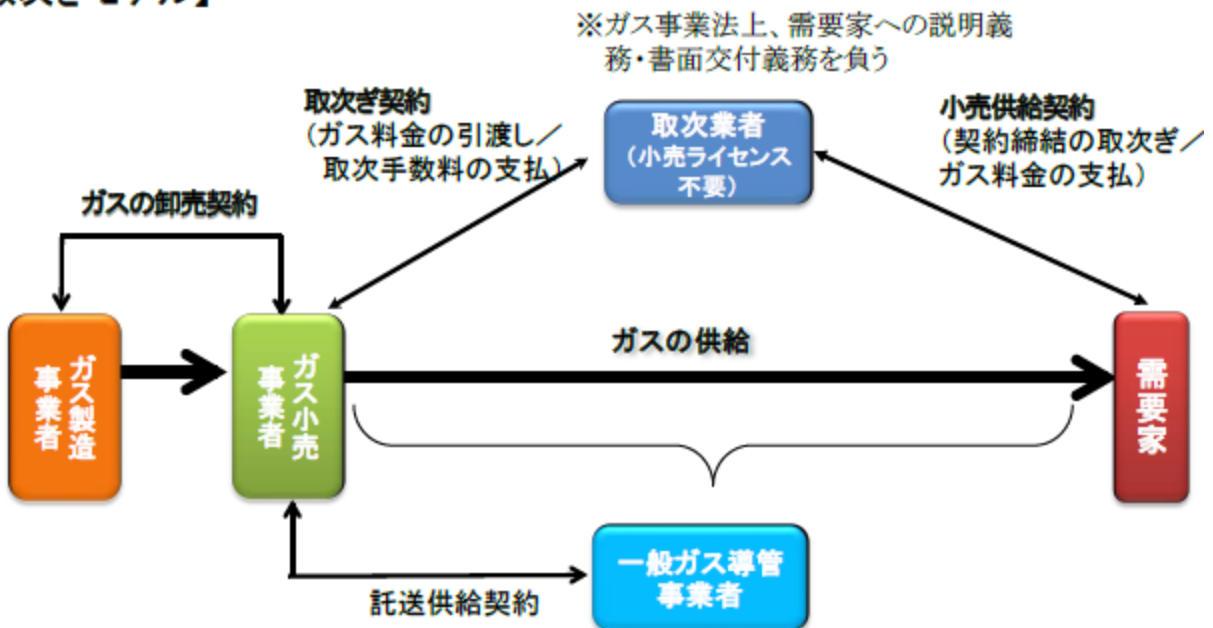 取次ぎモデル】
※ガス事業法上、需要家への説明義
務・書面交付義務を負う
取次ぎ契約
（ガス料金の引渡し／
取次手数料の支払）
取次業者
（小売ライセンス
不要）
小売供給契約
（契約締結の取次ぎ／
ガス料金の支払）
ガスの卸売契約
ガス製造
事業者
ガス小売
事業者
ガスの供給
需要家
一般ガス導管
事業者
託送供給契約